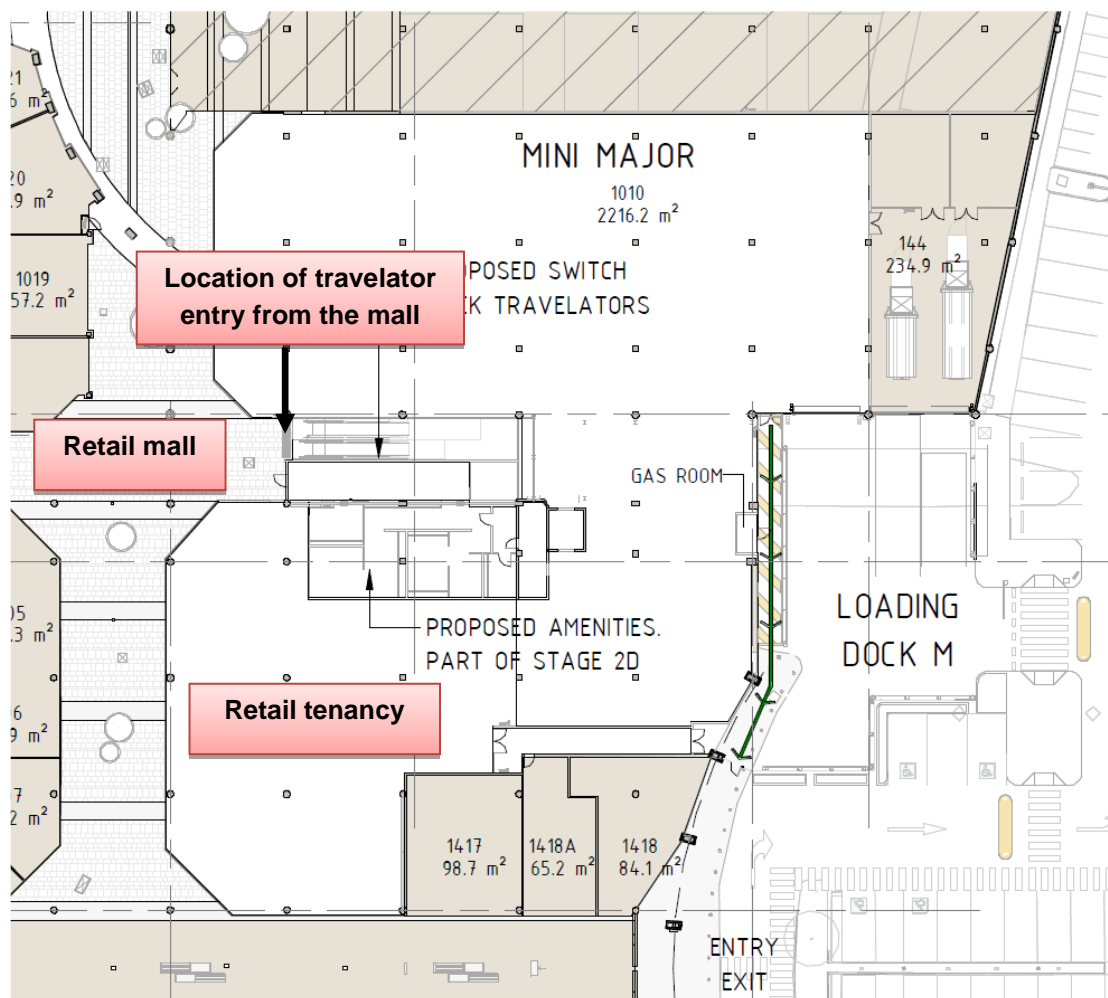 21
6 m²
MINI MAJOR
1010
2216.2 m²
20
.9 m²
144
234.9 m²
1019
57.2 m²
Location of travelator
entry from the mall
OPOSED SWITCH
K TRAVELATORS
Retail mall
GAS ROOM
05
.3 m²
LOADING
DOCK M
PROPOSED AMENITIES.
PART OF STAGE 2D
Retail tenancy
06
9 m²
07
2 m²
1417
98.7 m²
1418A
65.2 m²
1418
84.1 m²
ENTRY
EXIT